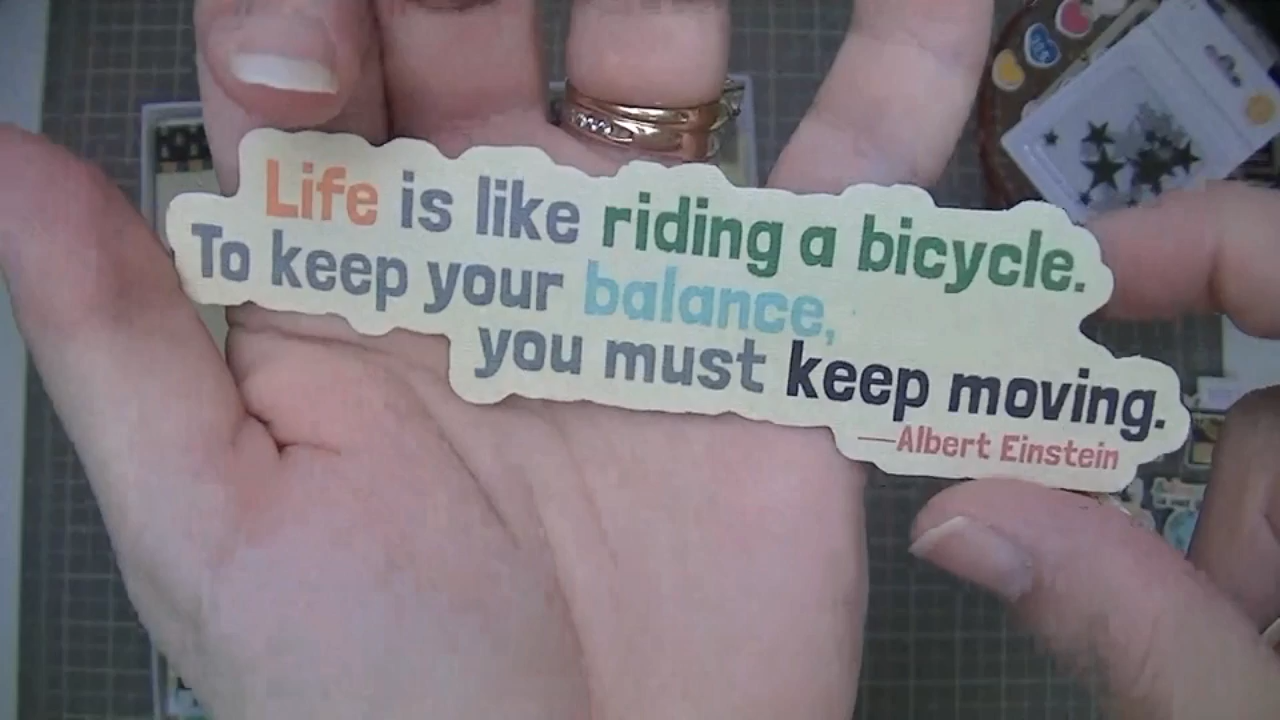 Life is like riding a bicycle.
To keep your balance,
you must keep moving.
—Albert Einstein